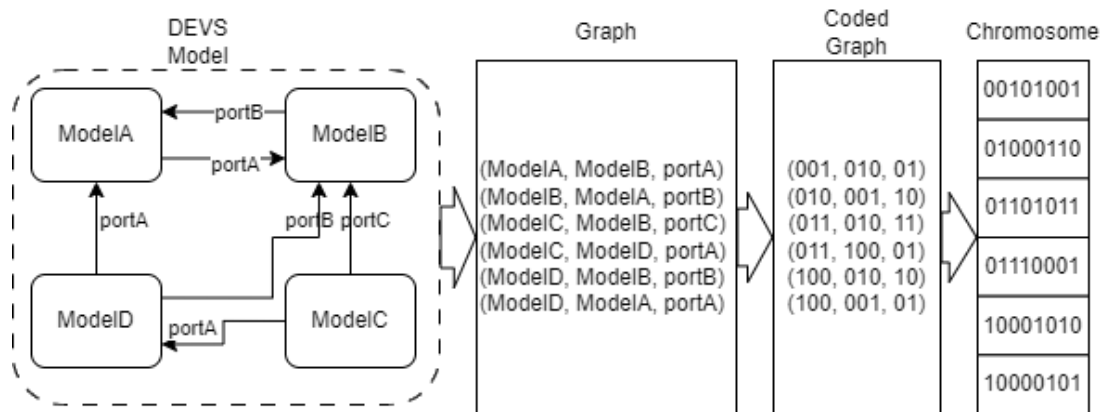 DEVS
Model
ModelA
portB
portA
ModelB
portA
portB
portC
ModelD
portA
ModelC
Graph
(ModelA, ModelB, portA)
(ModelB, ModelA, portB)
(ModelC, ModelB, portC)
(ModelC, ModelD, portA)
(ModelD, ModelB, portB)
(ModelD, ModelA, portA)
Coded
Graph
(001, 010, 01)
(010, 001, 10)
(011, 010, 11)
(011, 100, 01)
(100, 010, 10)
(100, 001, 01)
Chromosome
00101001
01000110
01101011
01110001
10001010
10000101